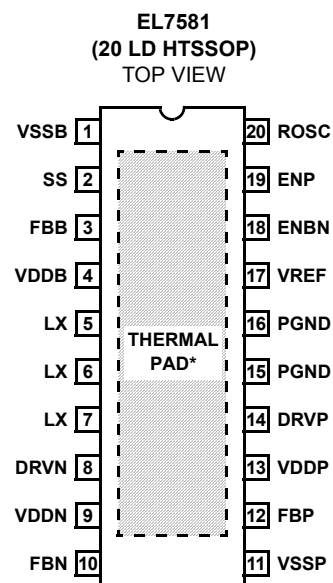 EL7581
(20 LD HTSSOP)
TOP VIEW
VSSB 1 20 ROSC
SS 2 19 ENP
FBB 3 18 ENBN
VDDB 4 17 VREF
LX 5 16 PGND
THERMAL
PAD*
LX 6 15 PGND
LX 7 14 DRVP
DRVN 8 13 VDDP
VDDN 9 12 FBP
FBN 10 11 VSSP